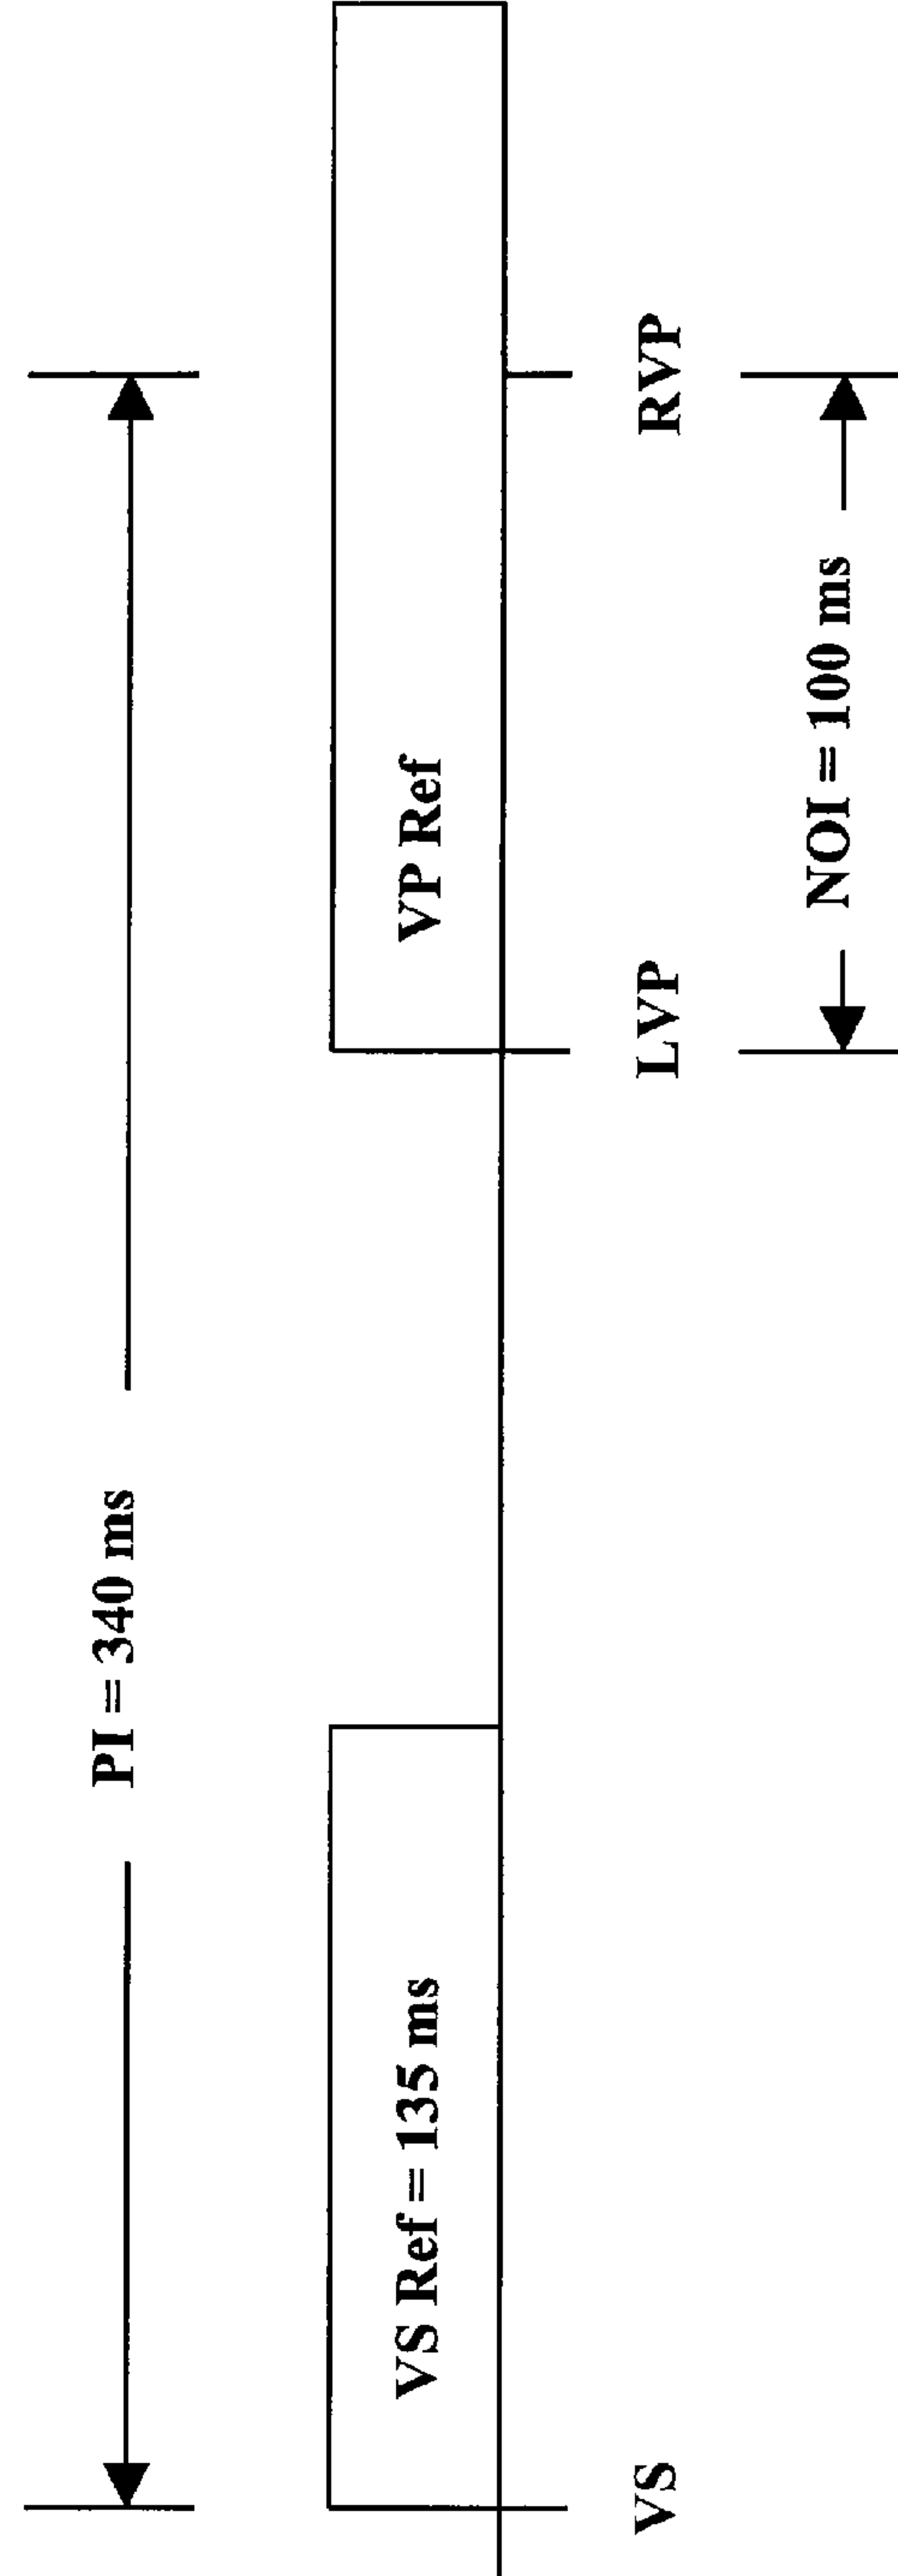 PI = 340 ms
VS Ref = 135 ms
VP Ref
VS
LVP
RVP
NOI = 100 ms